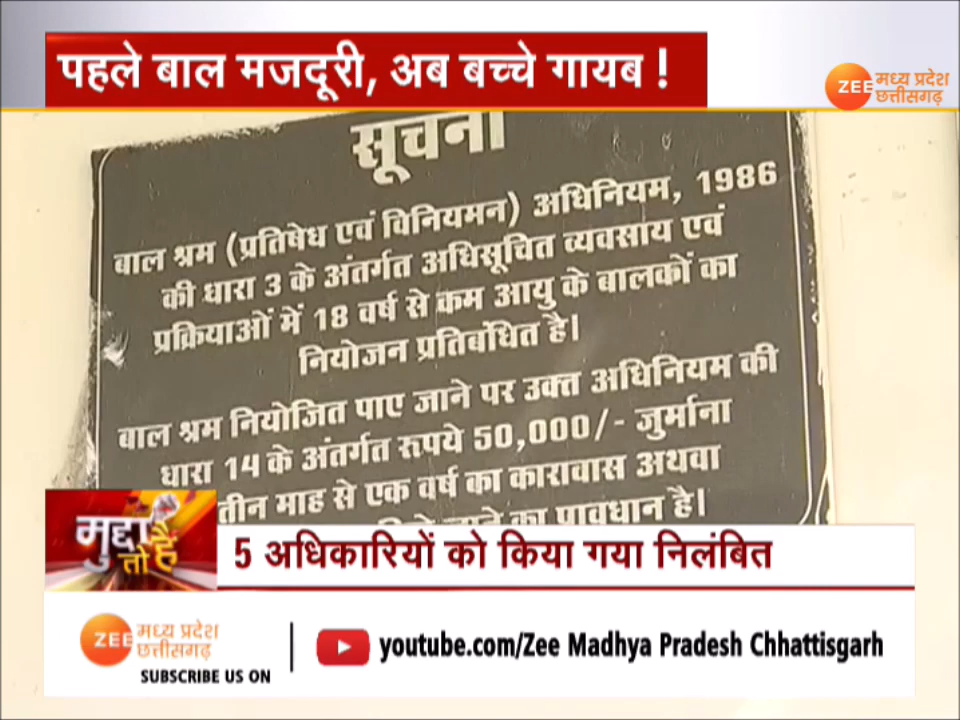 पहले बाल मजदूरी, अब बच्चे गायब !
ZEE मध्य प्रदेश
छत्तीसगढ़
सूचना
बाल श्रम (प्रतिषेध एवं विनियमन) अधिनियम, 1986
की धारा 3 के अंतर्गत अधिसूचित व्यवसाय एवं
प्रक्रियाओं में 18 वर्ष से कम आयु के बालकों का
नियोजन प्रतिबंधित है।
बाल श्रम नियोजित पाए जाने पर उक्त अधिनियम की
धारा 14 के अंतर्गत रूपये 50,000/- जुर्माना
तीन माह से एक वर्ष का कारावास अथवा
का प्रावधान है।
मुद्दा
तो है
5 अधिकारियों को किया गया निलंबित
ZEE मध्य प्रदेश
छत्तीसगढ़
SUBSCRIBE US ON
youtube.com/Zee Madhya Pradesh Chhattisgarh